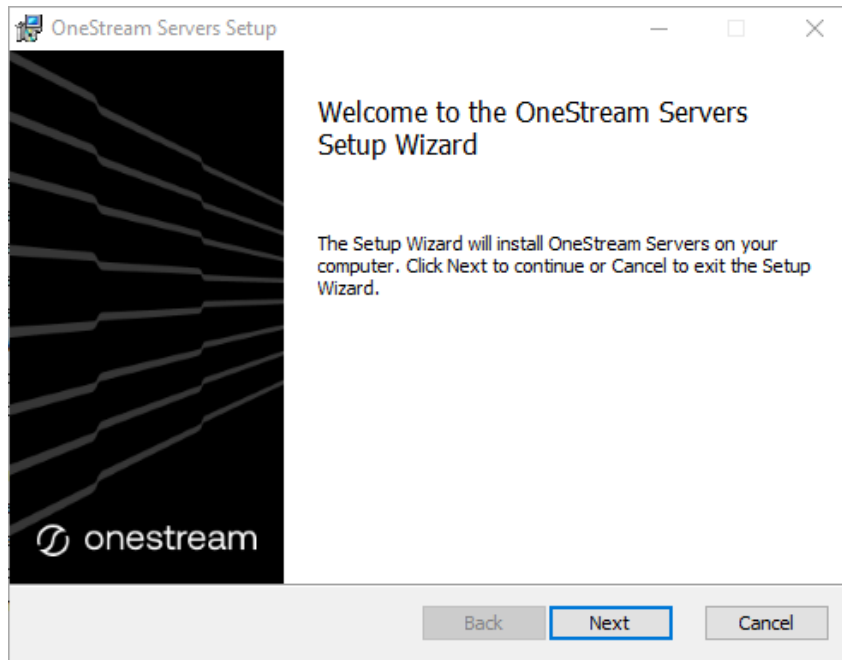 OneStream Servers Setup
Welcome to the OneStream Servers
Setup Wizard
The Setup Wizard will install OneStream Servers on your
computer. Click Next to continue or Cancel to exit the Setup
Wizard.
onestream
Back
Next
Cancel